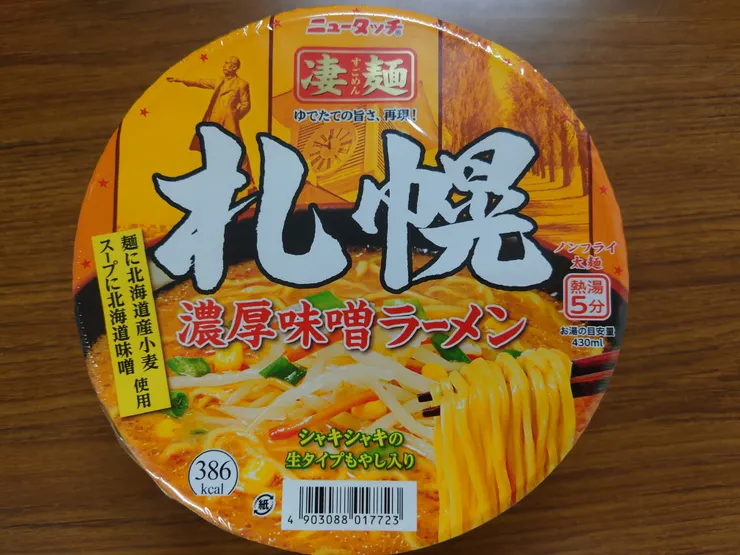 ニュータッチ
凄麺
すごめん
ゆでたての旨さ、再現!
札幌
濃厚味噌ラーメン
麺に北海道産小麦
スープに北海道味噌 使用
ノンフライ
太麺
熱湯
5分
お湯の目安量
430ml
シャキシャキの
生タイプもやし入り
386
kcal
紙
4 903088 017723